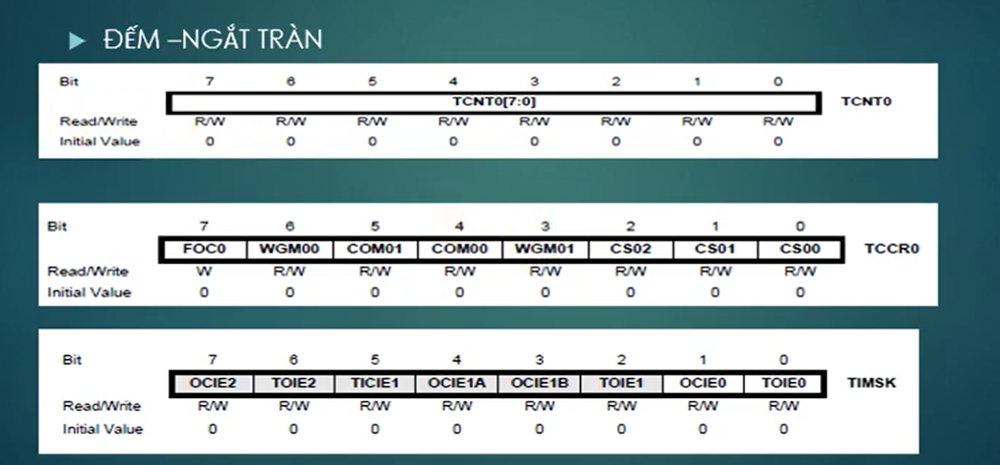 ĐẾM –NGẮT TRÀN
Bit 7 6 5 4 3 2 1 0
TCNT0[7:0] TCNT0
Read/Write R/W R/W R/W R/W R/W R/W R/W R/W
Initial Value 0 0 0 0 0 0 0 0
Bit 7 6 5 4 3 2 1 0
FOC0 WGM00 COM01 COM00 WGM01 CS02 CS01 CS00 TCCR0
Read/Write W R/W R/W R/W R/W R/W R/W R/W
Initial Value 0 0 0 0 0 0 0 0
Bit 7 6 5 4 3 2 1 0
OCIE2 TOIE2 TICIE1 OCIE1A OCIE1B TOIE1 OCIE0 TOIE0 TIMSK
Read/Write R/W R/W R/W R/W R/W R/W R/W R/W
Initial Value 0 0 0 0 0 0 0 0